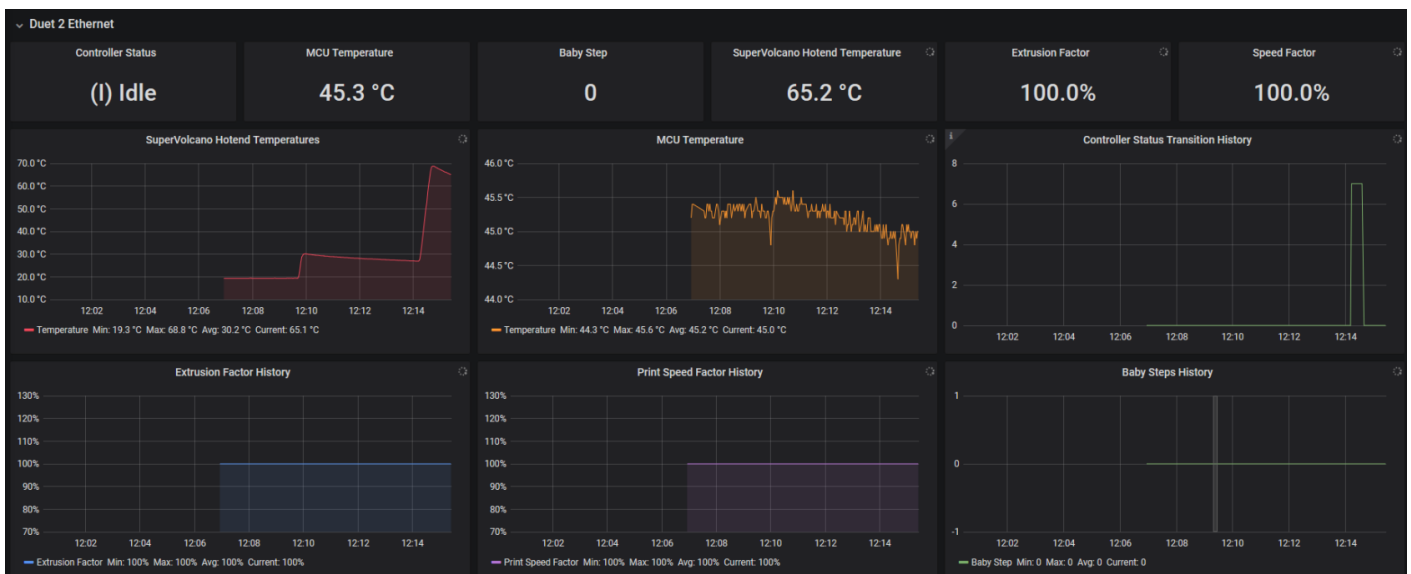 Duet 2 Ethernet
Controller Status
MCU Temperature
Baby Step
SuperVolcano Hotend Temperature
Extrusion Factor
Speed Factor
(I) Idle
45.3 °C
0
65.2 °C
100.0%
100.0%
SuperVolcano Hotend Temperatures
70.0 °C
60.0 °C
50.0 °C
40.0 °C
30.0 °C
20.0 °C
10.0 °C
12:02 12:04 12:06 12:08 12:10 12:12 12:14
Temperature Min: 19.3 °C Max: 68.8 °C Avg: 30.2 °C Current: 65.1 °C
MCU Temperature
46.0 °C
45.5 °C
45.0 °C
44.5 °C
44.0 °C
12:02 12:04 12:06 12:08 12:10 12:12 12:14
Temperature Min: 44.3 °C Max: 45.6 °C Avg: 45.2 °C Current: 45.0 °C
i
Controller Status Transition History
8
6
4
2
0
12:02 12:04 12:06 12:08 12:10 12:12 12:14
Extrusion Factor History
130%
120%
110%
100%
90%
80%
70%
12:02 12:04 12:06 12:08 12:10 12:12 12:14
Extrusion Factor Min: 100% Max: 100% Avg: 100% Current: 100%
Print Speed Factor History
130%
120%
110%
100%
90%
80%
70%
12:02 12:04 12:06 12:08 12:10 12:12 12:14
Print Speed Factor Min: 100% Max: 100% Avg: 100% Current: 100%
Baby Steps History
1
0
-1
12:02 12:04 12:06 12:08 12:10 12:12 12:14
Baby Step Min: 0 Max: 0 Avg: 0 Current: 0